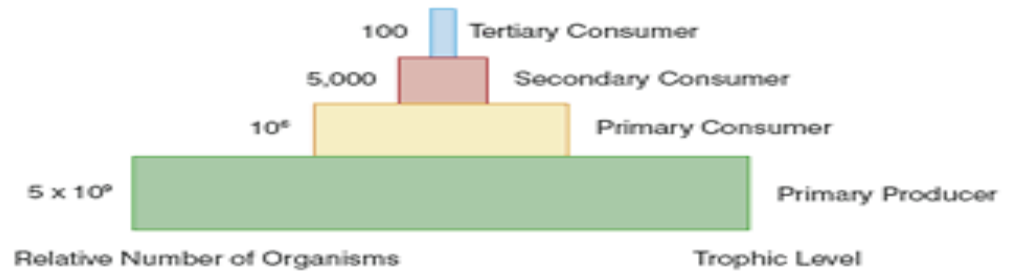 100 Tertiary Consumer
5,000 Secondary Consumer
10⁶ Primary Consumer
5 x 10⁹ Primary Producer
Relative Number of Organisms Trophic Level